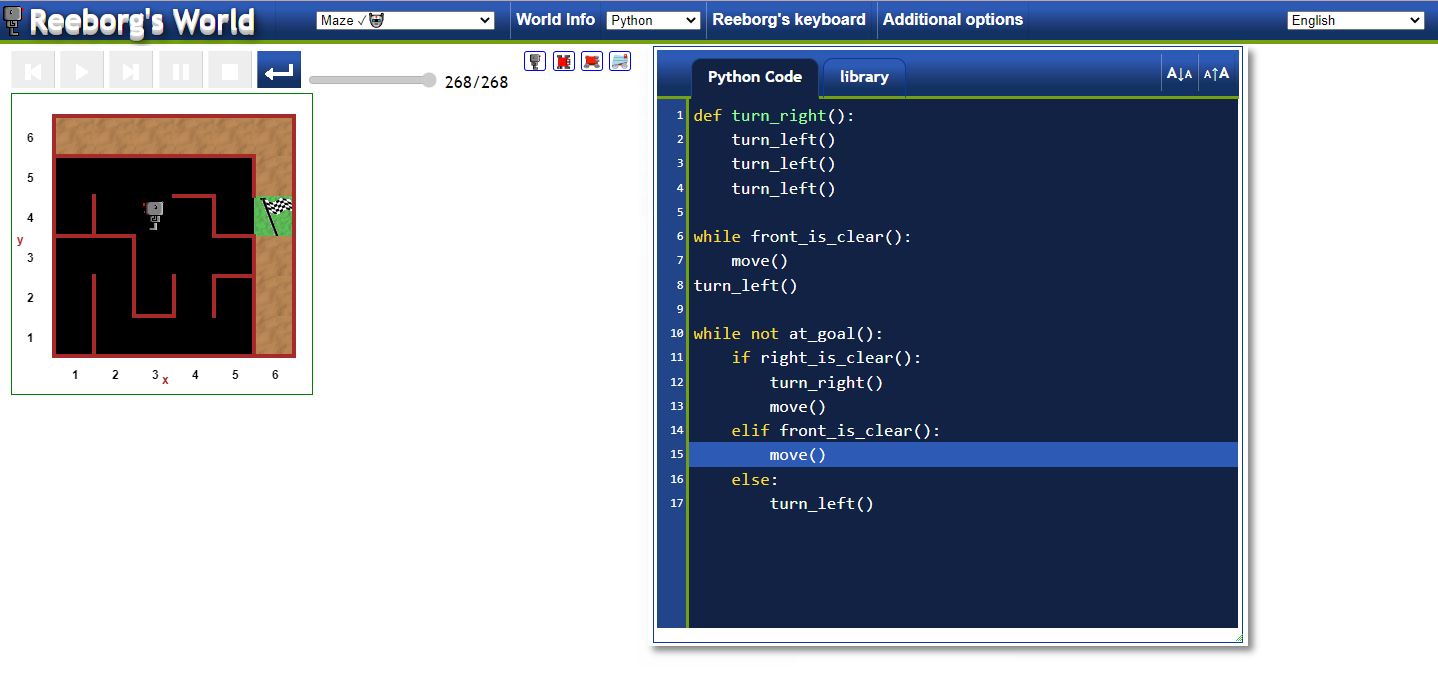 Reeborg's World
Maze ✓
World Info
Python
Reeborg's keyboard
Additional options
English
268/268
6
5
4
3
2
1
y
1 2 3 4 5 6
x
Python Code
library
A↓A A↑A
1 def turn_right():
2     turn_left()
3     turn_left()
4     turn_left()
5
6 while front_is_clear():
7     move()
8 turn_left()
9
10 while not at_goal():
11     if right_is_clear():
12         turn_right()
13         move()
14     elif front_is_clear():
15         move()
16     else:
17         turn_left()